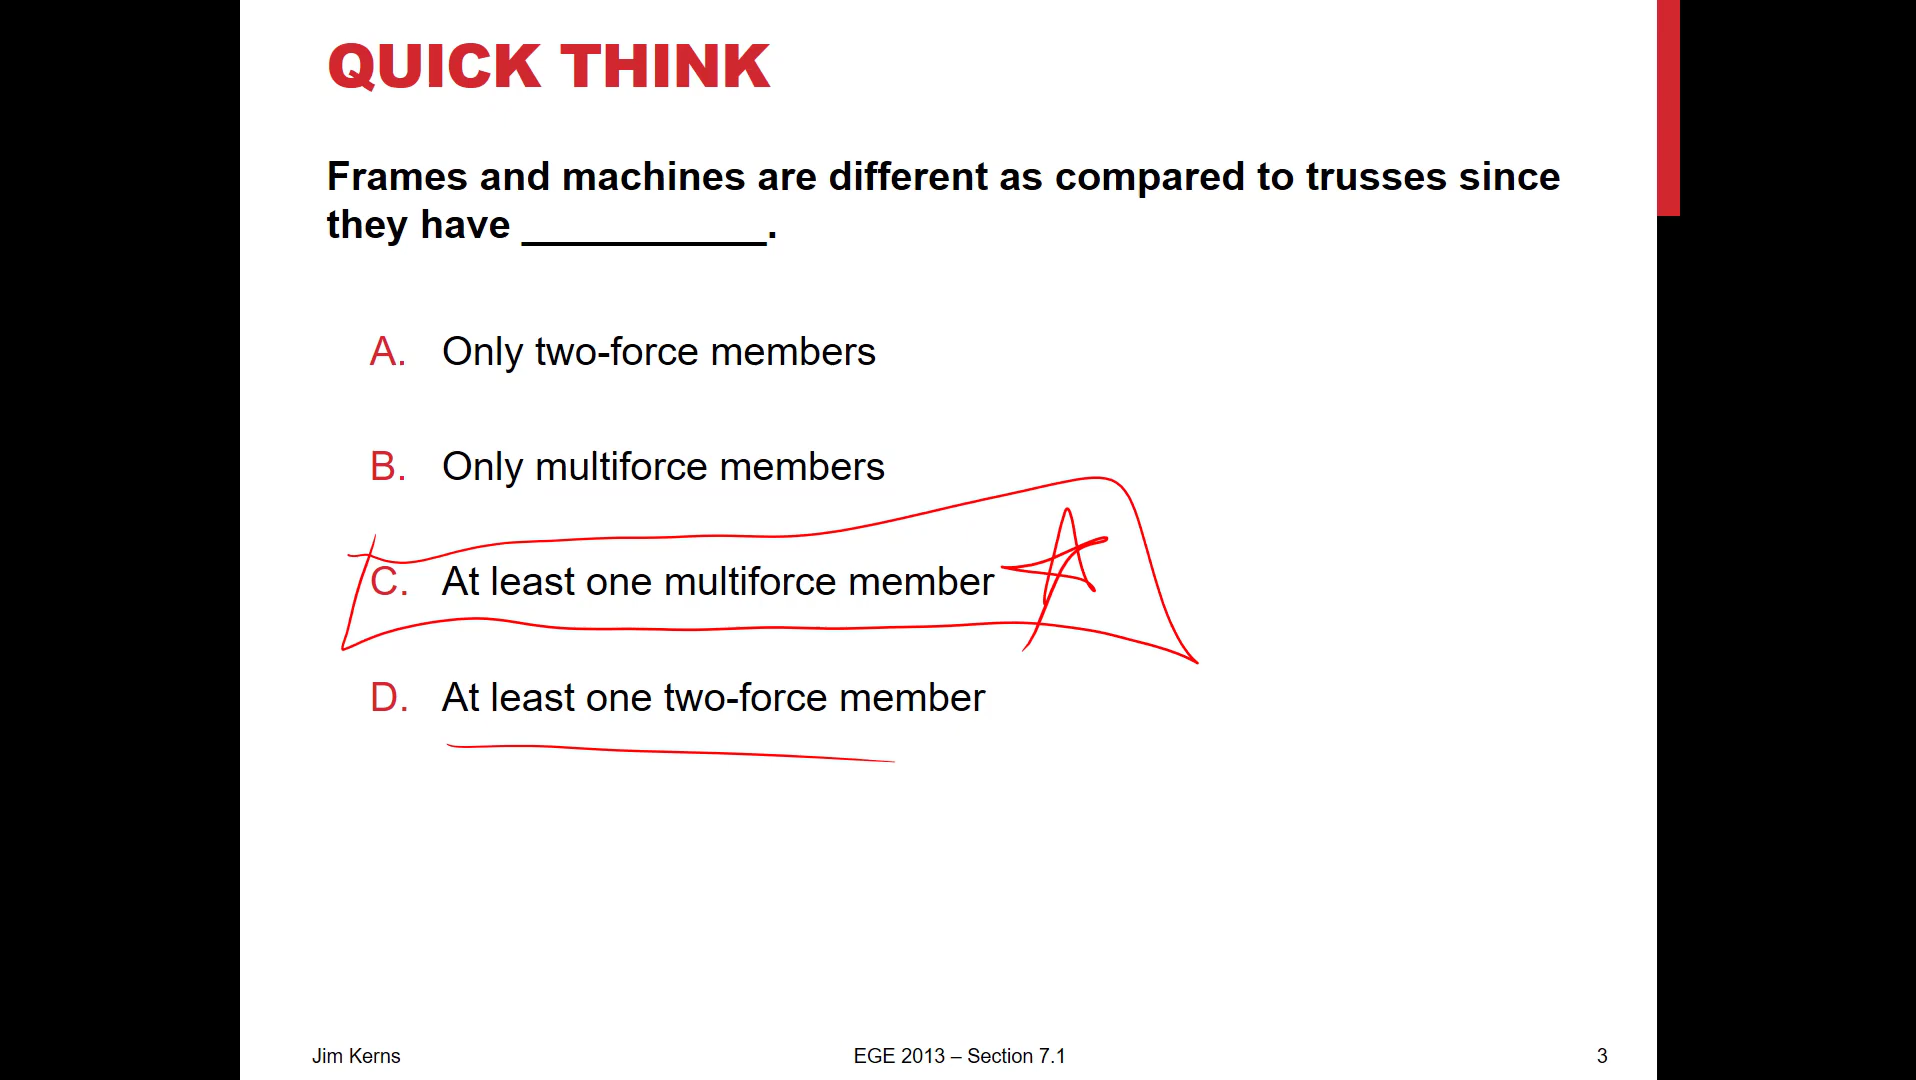 QUICK THINK
Frames and machines are different as compared to trusses since
they have ___________.
A. Only two-force members
B. Only multiforce members
C. At least one multiforce member
D. At least one two-force member
Jim Kerns
EGE 2013 – Section 7.1
3